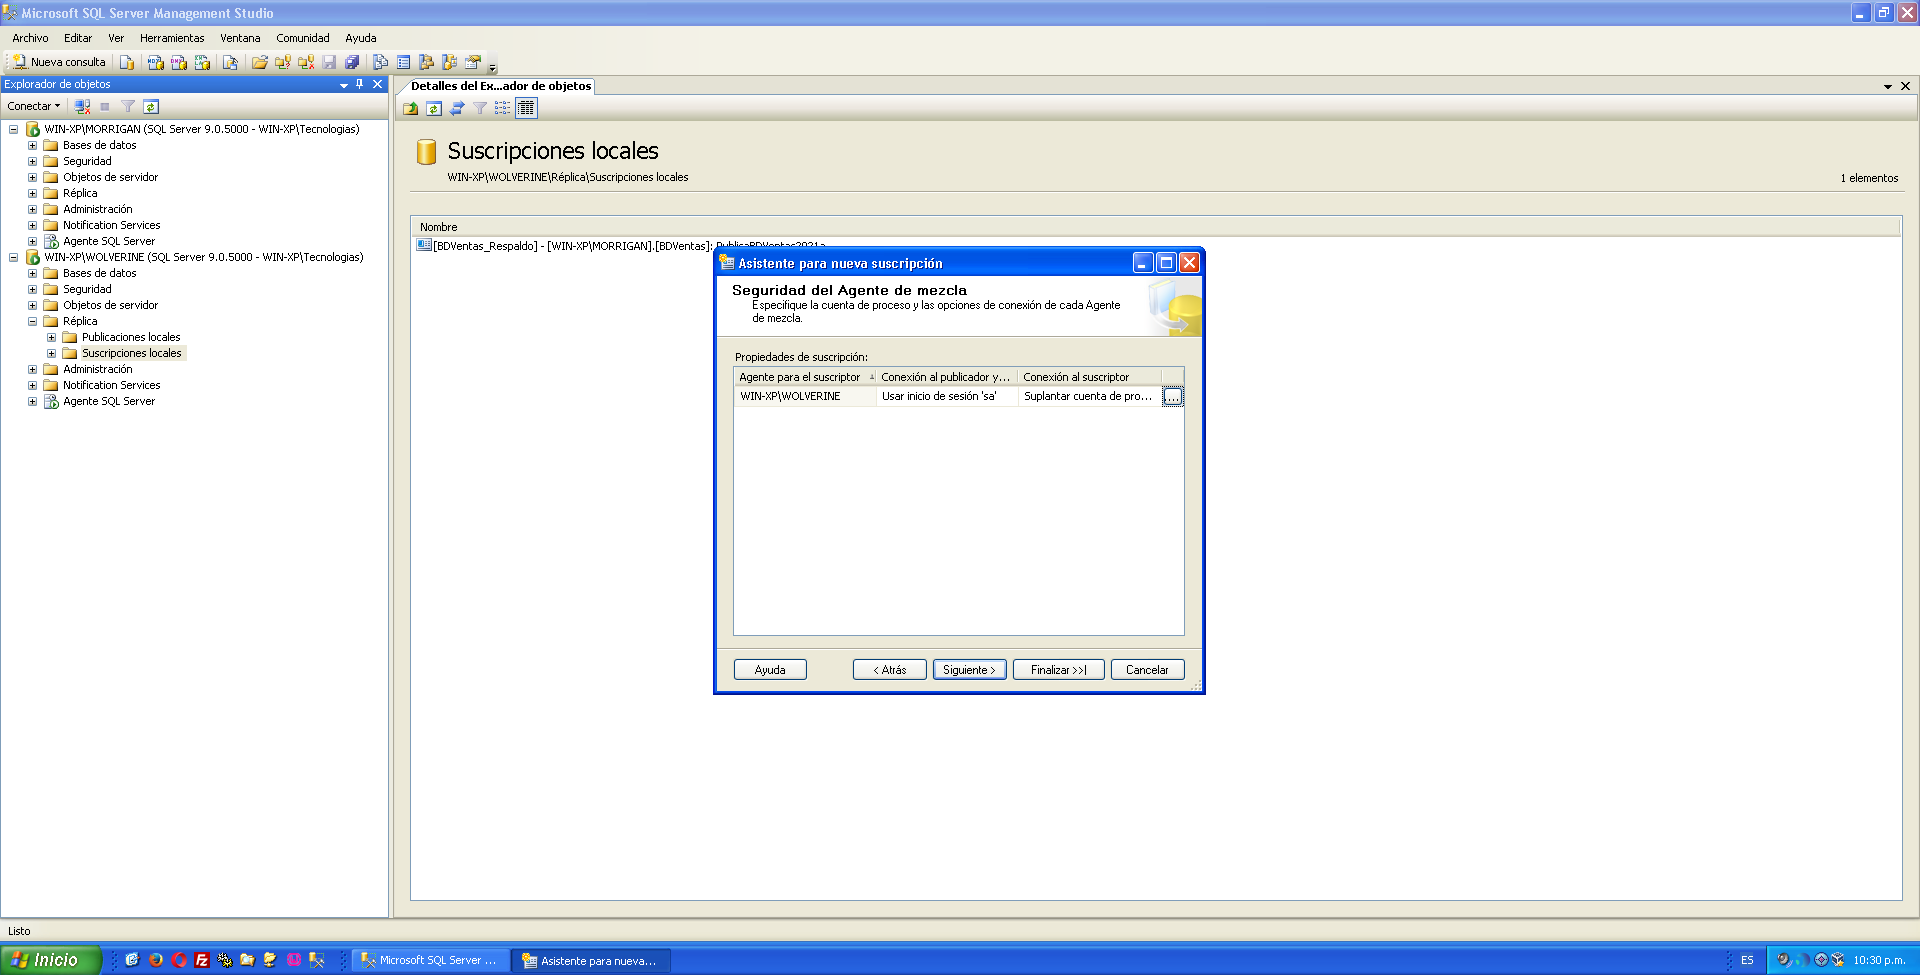 Microsoft SQL Server Management Studio
Archivo Editar Ver Herramientas Ventana Comunidad Ayuda
Nueva consulta
Explorador de objetos
Conectar
WIN-XP\MORRIGAN (SQL Server 9.0.5000 - WIN-XP\Tecnologias)
Bases de datos
Seguridad
Objetos de servidor
Réplica
Administración
Notification Services
Agente SQL Server
WIN-XP\WOLVERINE (SQL Server 9.0.5000 - WIN-XP\Tecnologias)
Bases de datos
Seguridad
Objetos de servidor
Réplica
Publicaciones locales
Suscripciones locales
Administración
Notification Services
Agente SQL Server
Detalles del Ex...ador de objetos
Suscripciones locales
WIN-XP\WOLVERINE\Réplica\Suscripciones locales
1 elementos
Nombre
[BDVentas_Respaldo] - [WIN-XP\MORRIGAN].[BDVentas]: PublicaBDVentas2021a
Asistente para nueva suscripción
Seguridad del Agente de mezcla
Especifique la cuenta de proceso y las opciones de conexión de cada Agente
de mezcla.
Propiedades de suscripción:
Agente para el suscriptor Conexión al publicador y... Conexión al suscriptor
WIN-XP\WOLVERINE Usar inicio de sesión 'sa' Suplantar cuenta de pro... ...
Ayuda < Atrás Siguiente > Finalizar >>| Cancelar
Listo
Inicio Microsoft SQL Server ... Asistente para nueva... ES 10:30 p.m.